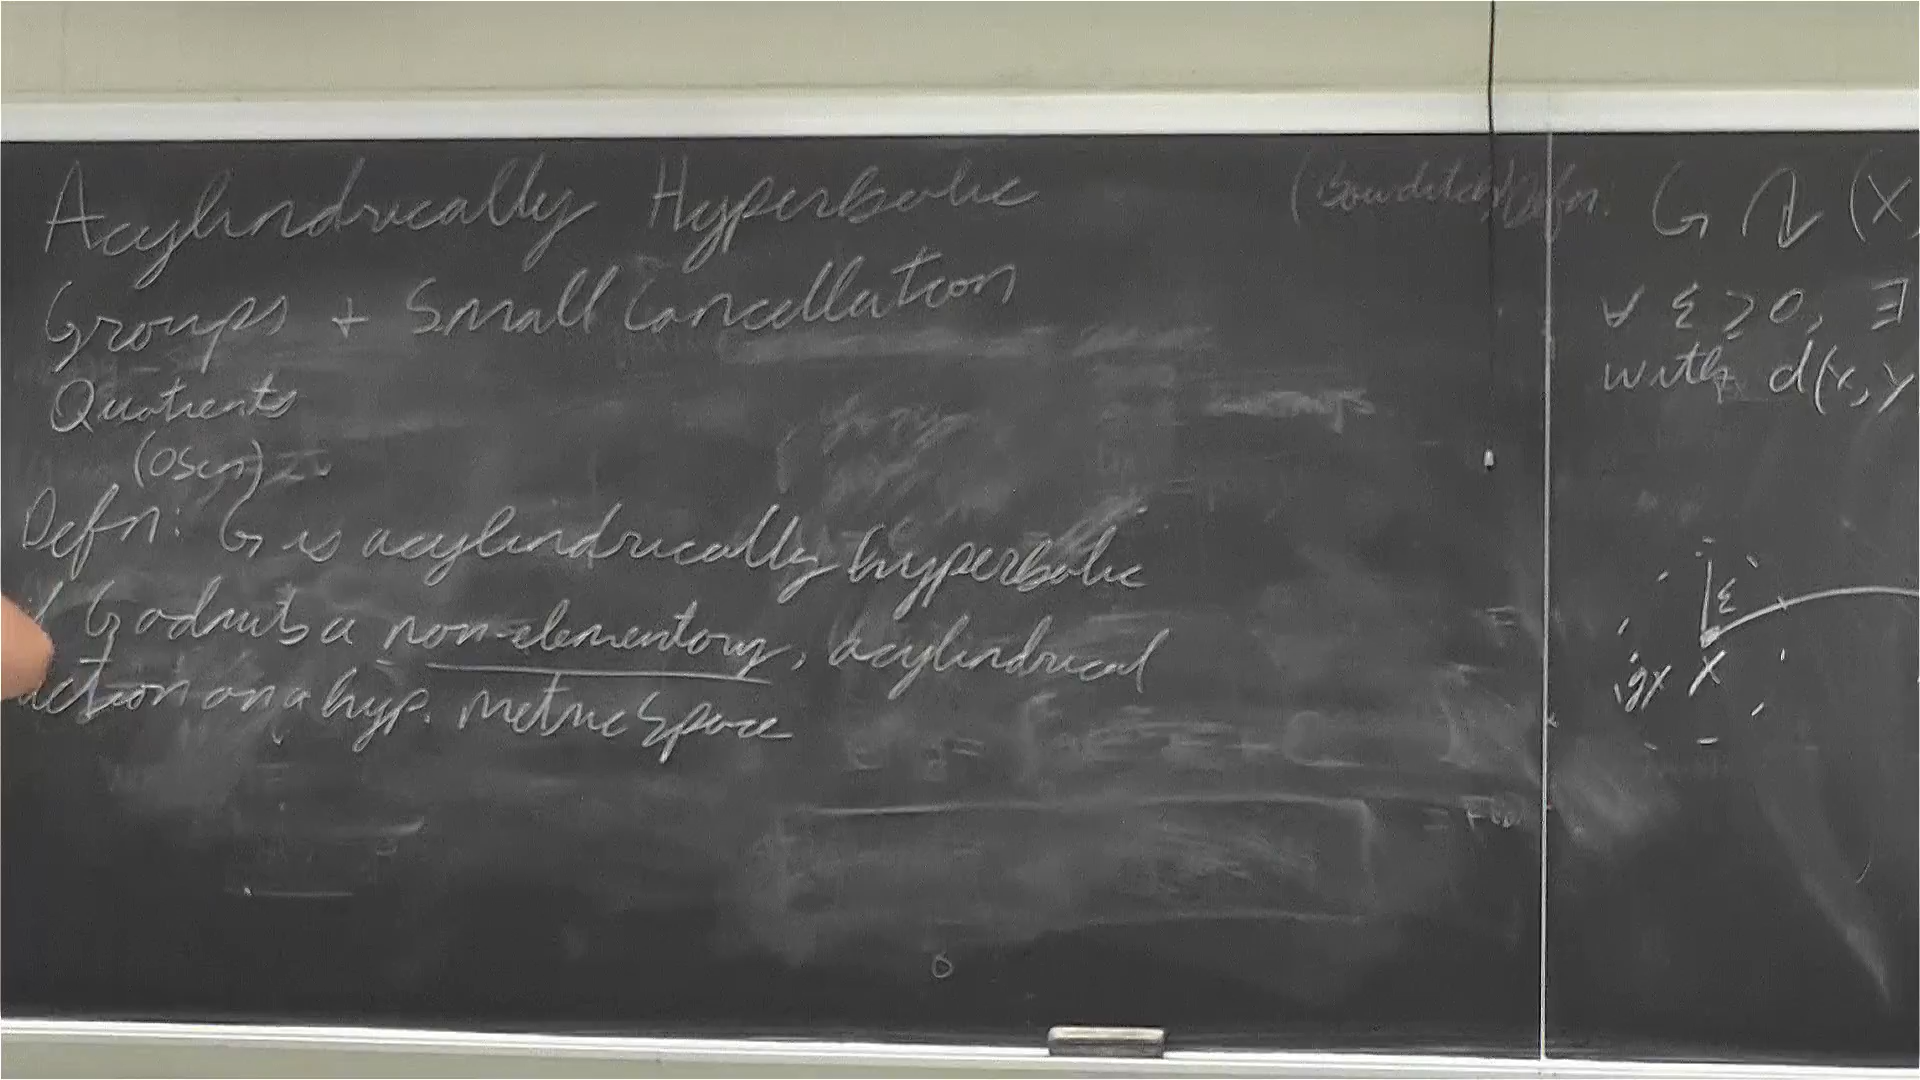 Acylindrically Hyperbolic
Groups + Small Cancellation
Quotients
(Osin)
Defn: G is acylindrically hyperbolic
if G admits a non-elementary, acylindrical
action on a hyp. metric space
(Bowditch) Defn: G ↷ (X,
∀ ε > 0, ∃
with d(x, y
ε
gx x